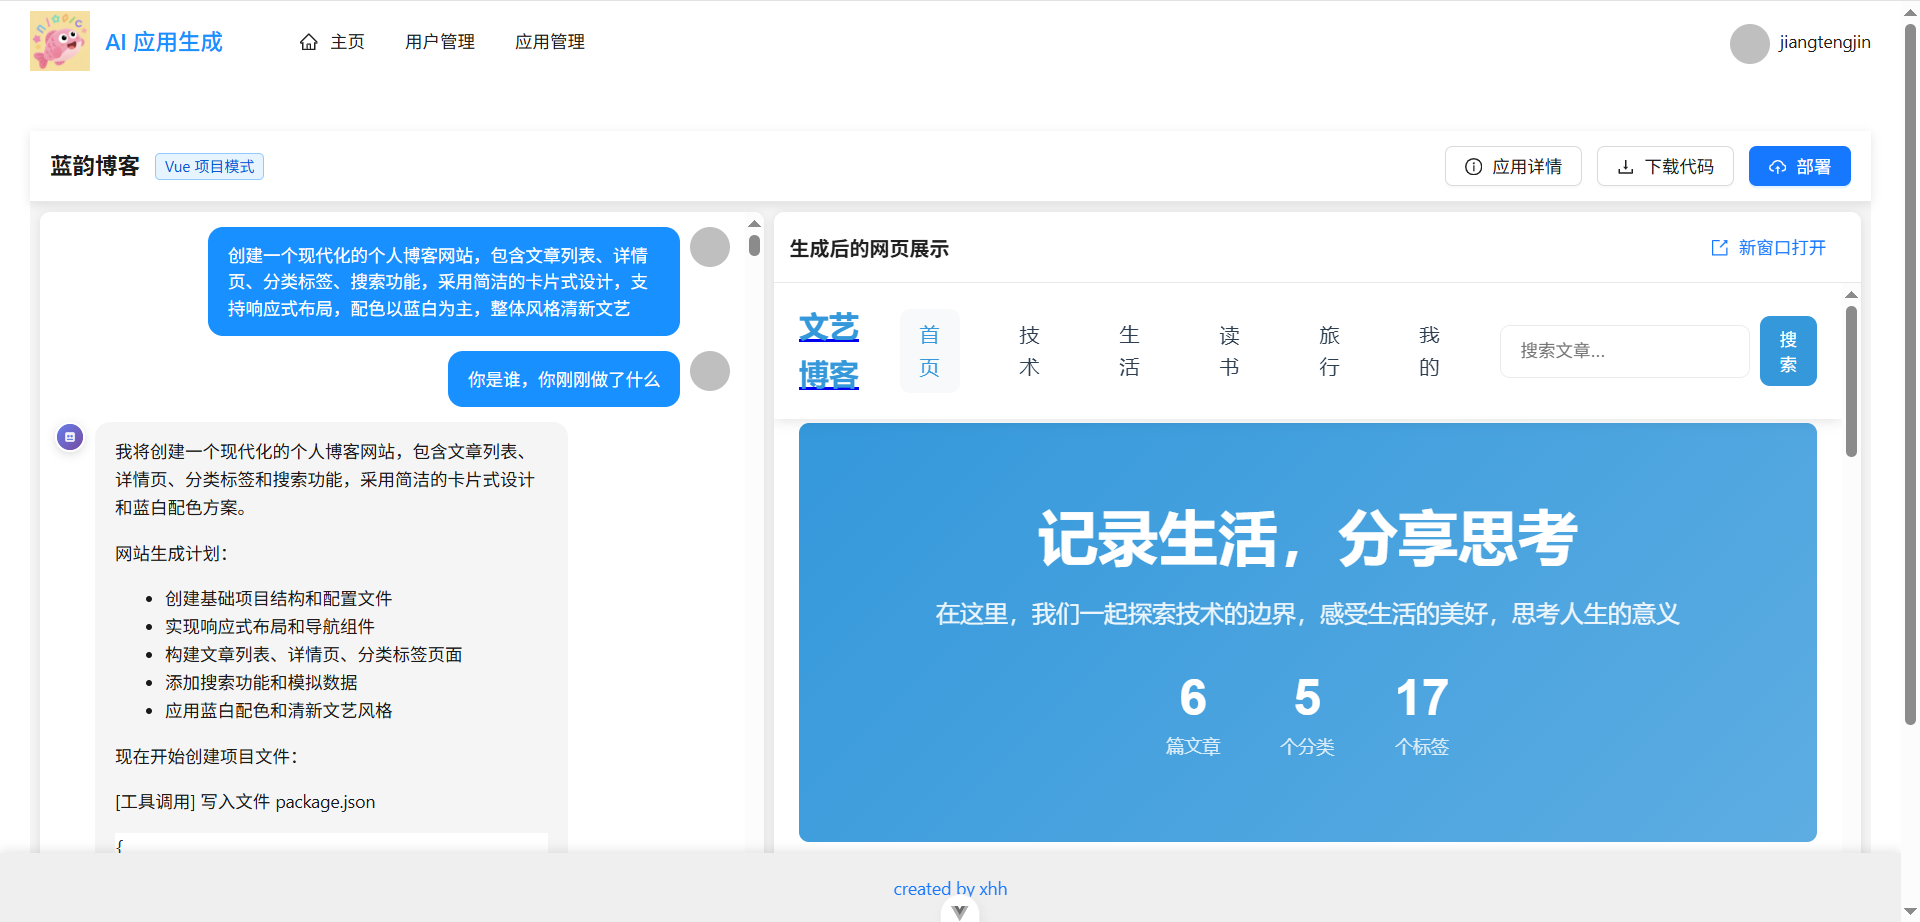 AI 应用生成
主页
用户管理
应用管理
jiangtengjin
蓝韵博客
Vue 项目模式
应用详情
下载代码
部署
创建一个现代化的个人博客网站，包含文章列表、详情
页、分类标签、搜索功能，采用简洁的卡片式设计，支
持响应式布局，配色以蓝白为主，整体风格清新文艺
你是谁，你刚刚做了什么
我将创建一个现代化的个人博客网站，包含文章列表、
详情页、分类标签和搜索功能，采用简洁的卡片式设计
和蓝白配色方案。
网站生成计划：
创建基础项目结构和配置文件
实现响应式布局和导航组件
构建文章列表、详情页、分类标签页面
添加搜索功能和模拟数据
应用蓝白配色和清新文艺风格
现在开始创建项目文件：
[工具调用] 写入文件 package.json
{
生成后的网页展示
新窗口打开
文艺
博客
首
页
技
术
生
活
读
书
旅
行
我
的
搜索文章...
搜
索
记录生活，分享思考
在这里，我们一起探索技术的边界，感受生活的美好，思考人生的意义
6
篇文章
5
个分类
17
个标签
created by xhh